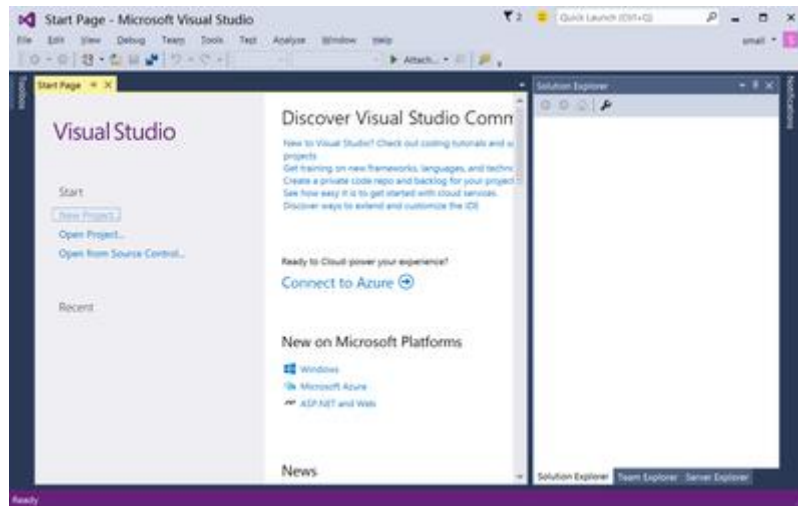 Start Page - Microsoft Visual Studio
2
Quick Launch (Ctrl+Q)
File Edit View Debug Team Tools Test Analyze Window Help
small
Attach...
Toolbox
Start Page
Solution Explorer
Notifications
Visual Studio
Start
New Project...
Open Project...
Open from Source Control...
Recent
Discover Visual Studio Comm
New to Visual Studio? Check out coding tutorials and
projects
Get training on new frameworks, languages, and
Create a private code repo and backlog for your project
See how easy it is to get started with cloud services.
Discover ways to extend and customize the IDE
Ready to Cloud-power your experience?
Connect to Azure
New on Microsoft Platforms
Windows
Microsoft Azure
ASP.NET and Web
News
Solution Explorer Team Explorer Server Explorer
Ready